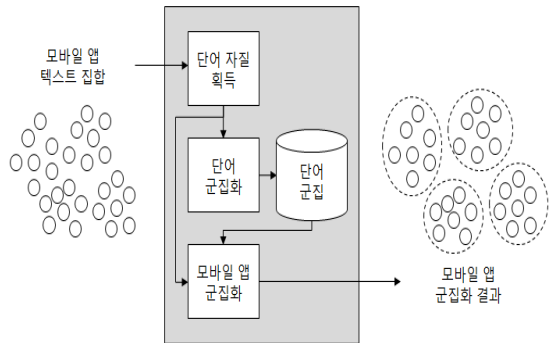 모바일 앱
텍스트 집합
단어 자질
획득
단어
군집화
단어
군집
모바일 앱
군집화
모바일 앱
군집화 결과